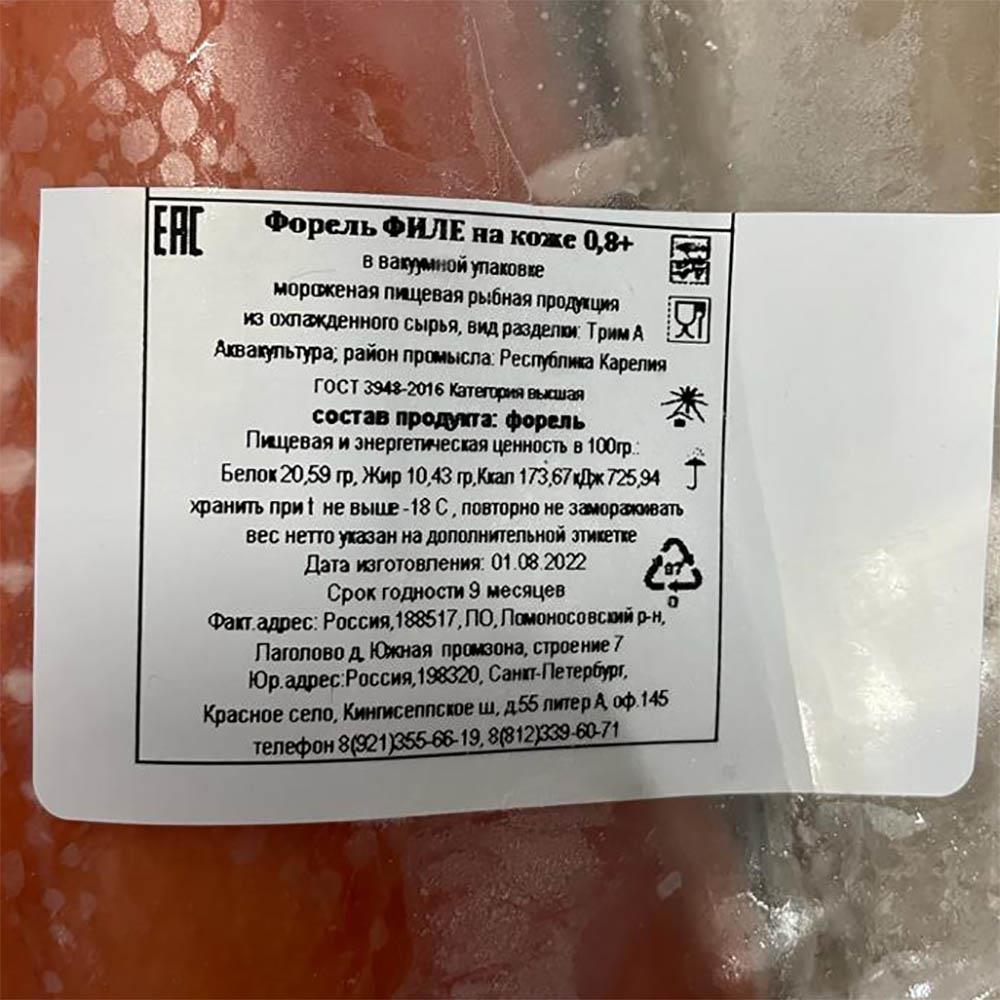 ЕАС
Форель ФИЛЕ на коже 0,8+
в вакуумной упаковке
мороженая пищевая рыбная продукция
из охлажденного сырья, вид разделки: Трим А
Аквакультура; район промысла: Республика Карелия
ГОСТ 3948-2016 Категория высшая
состав продукта: форель
Пищевая и энергетическая ценность в 100гр.:
Белок 20,59 гр, Жир 10,43 гр,Ккал 173,67кДж 725,94
хранить при t не выше -18 С , повторно не замораживать
вес нетто указан на дополнительной этикетке
Дата изготовления: 01.08.2022
97
0
Срок годности 9 месяцев
Факт.адрес: Россия,188517, ЛО, Ломоносовский р-н,
Лаголово д, Южная промзона, строение 7
Юр.адрес:Россия,198320, Санкт-Петербург,
Красное село, Кингисеппское ш, д.55 литер А, оф.145
телефон 8(921)355-66-19, 8(812)339-60-71